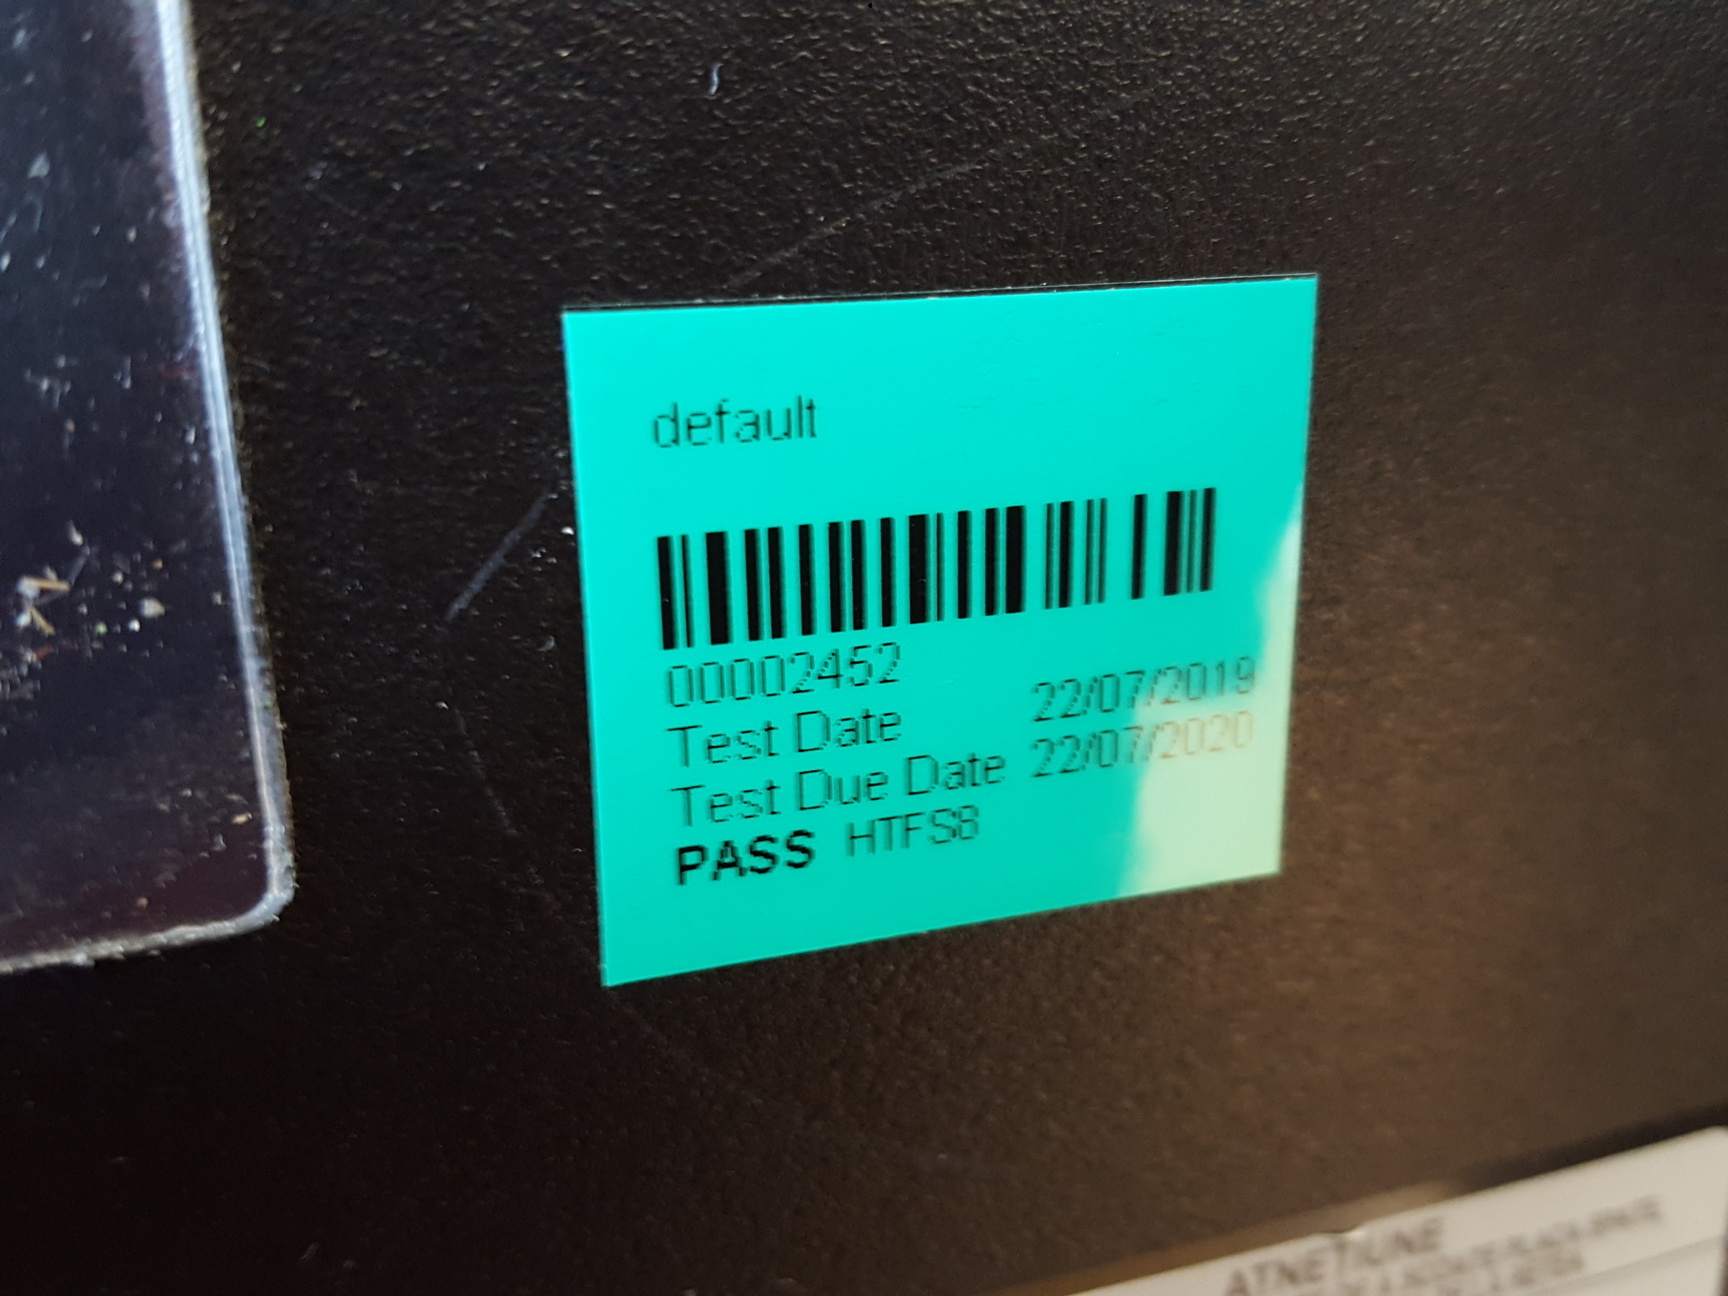 default
00002452
Test Date 22/07/2019
Test Due Date 22/07/2020
PASS HTFS8